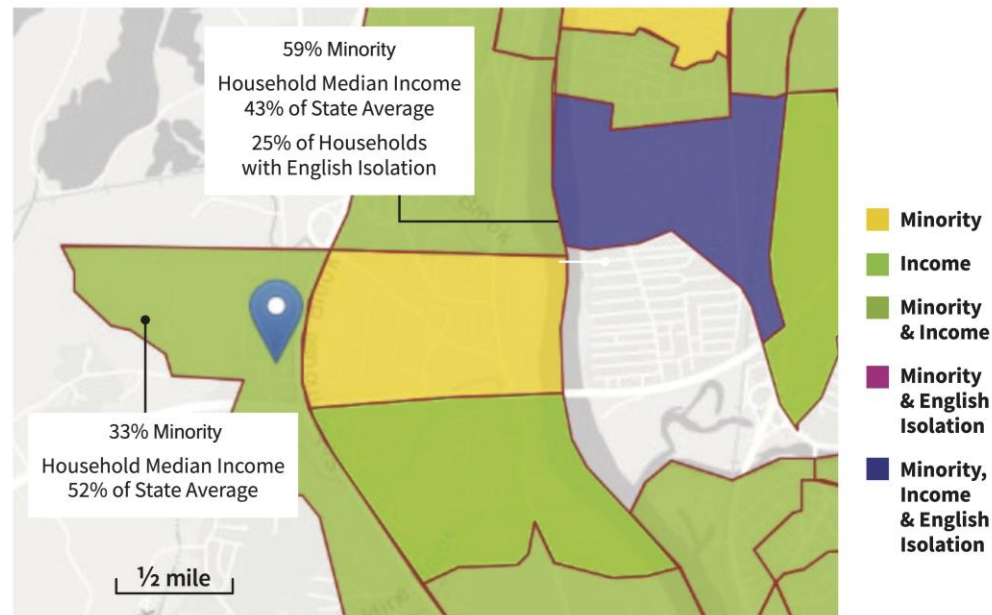 59% Minority
Household Median Income
43% of State Average
25% of Households
with English Isolation
33% Minority
Household Median Income
52% of State Average
½ mile
Minority
Income
Minority
& Income
Minority
& English
Isolation
Minority,
Income
& English
Isolation